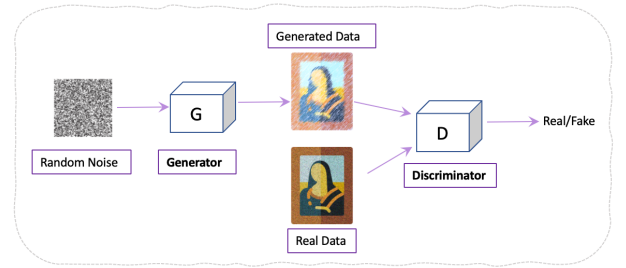 Generated Data
G
D
Real/Fake
Random Noise
Generator
Discriminator
Real Data